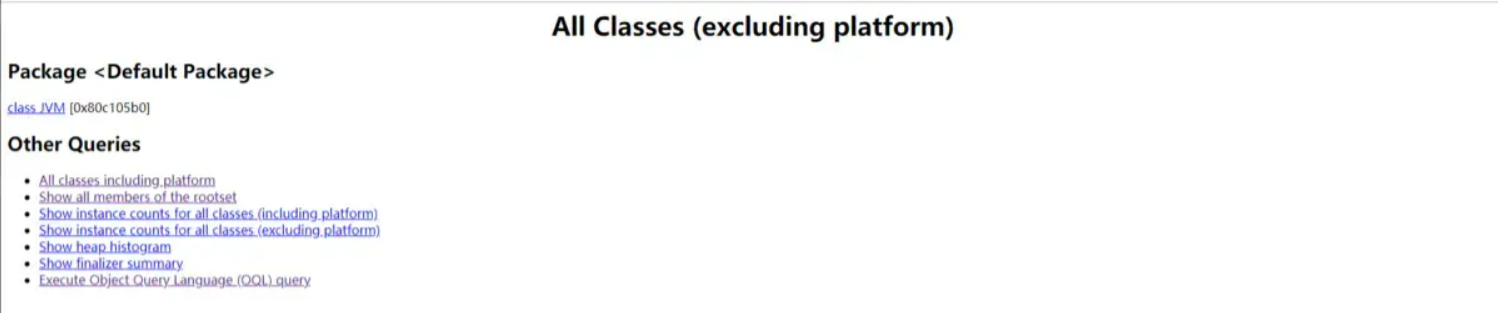 All Classes (excluding platform)
Package <Default Package>
class JVM [0x80c105b0]
Other Queries
All classes including platform
Show all members of the rootset
Show instance counts for all classes (including platform)
Show instance counts for all classes (excluding platform)
Show heap histogram
Show finalizer summary
Execute Object Query Language (OQL) query